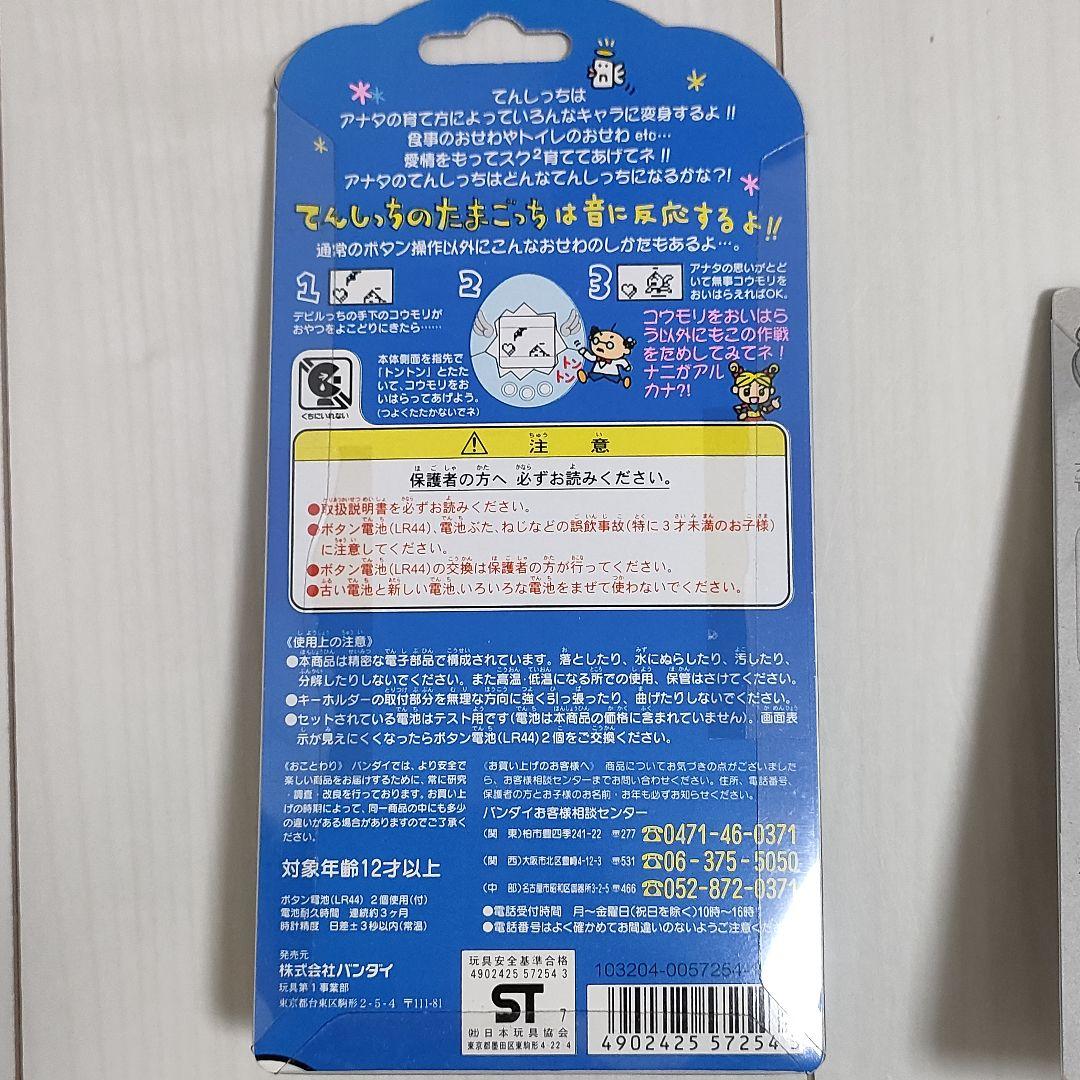 てんしっちは
アナタの育て方によっていろんなキャラに変身するよ!!
食事のおせわやトイレのおせわ etc…
愛情をもってスク²育ててあげてネ!!
アナタのてんしっちはどんなてんしっちになるかな?!
てんしっちのたまごっちは音に反応するよ!!
通常のボタン操作以外にこんなおせわのしかたもあるよ…。
1
デビルっちの手下のコウモリが
おやつをよこどりにきたら……
2
本体側面を指先で
「トントン」とたた
いて、コウモリをお
いはらってあげよう。
(つよくたたかないでネ)
トントン
3
アナタの思いがとど
いて無事コウモリを
おいはらえればOK。
コウモリをおいはら
う以外にもこの作戦
をためしてみてネ!
ナニがアル
カナ?!
くちにいれない
注意
保護者の方へ 必ずお読みください。
●取扱説明書を必ずお読みください。
●ボタン電池(LR44)、電池ぶた、ねじなどの誤飲事故(特に3才未満のお子様)
に注意してください。
●ボタン電池(LR44)の交換は保護者の方が行ってください。
●古い電池と新しい電池、いろいろな電池をまぜて使わないでください。
《使用上の注意》
●本商品は精密な電子部品で構成されています。落としたり、水にぬらしたり、汚したり、
分解したりしないでください。また高温・低温になる所での使用、保管はさけてください。
●キーホルダーの取付部分を無理な方向に強く引っ張ったり、曲げたりしないでください。
●セットされている電池はテスト用です(電池は本商品の価格に含まれていません)。画面表
示が見えにくくなったらボタン電池(LR44)2個をご交換ください。
《おことわり》 バンダイでは、より安全で
楽しい商品をお届けするために、常に研究
・調査・改良を行っております。お買い上
げの時期によって、同一商品の中にも多少
の違いがある場合がありますのでご了承く
ださい。
対象年齢12才以上
ボタン電池(LR44) 2個使用(付)
電池耐久時間 連続約3ヶ月
時計精度 日差±3秒以内(常温)
発売元
株式会社バンダイ
玩具第1事業部
東京都台東区駒形2-5-4 〒111-81
《お買い上げのお客様へ》 商品についてお気づきの点がございました
ら、お客様相談センターまでお問い合わせください。住所、電話番号、
保護者の方とお子様のお名前・お年も必ずお知らせください。
バンダイお客様相談センター
(関 東)柏市豊四季241-22 〒277 ☎0471-46-0371
(関 西)大阪市北区豊崎4-12-3 〒531 ☎06-375-5050
(中 部)名古屋市昭和区御器所3-2-5 〒466 ☎052-872-0371
●電話受付時間 月〜金曜日(祝日を除く)10時〜16時
●電話番号はよく確かめてお間違いのないようご注意くだ
玩具安全基準合格
4902425 57254 3
ST
7
(社)日本玩具協会
東京都墨田区東駒形4-22-4
103204-0057254-
4902425 572543